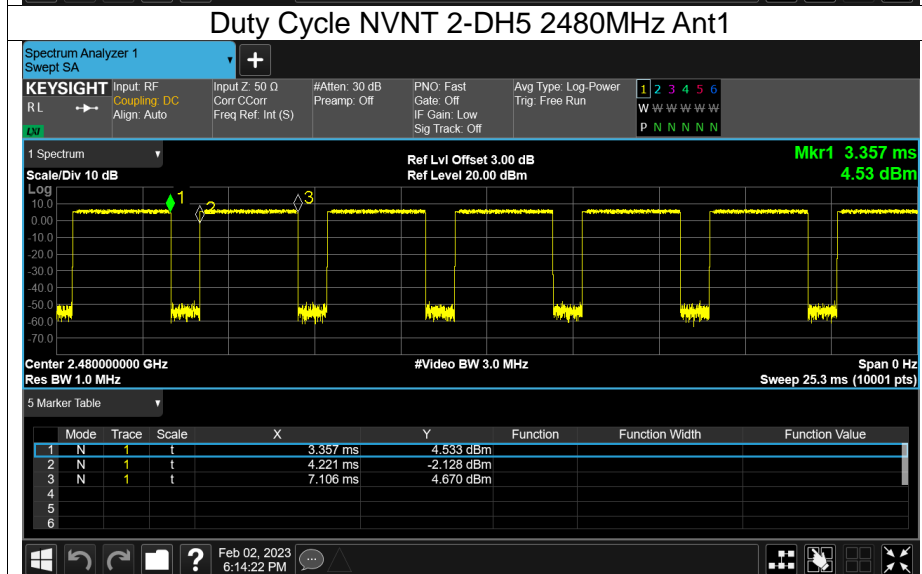 Duty Cycle NVNT 2-DH5 2480MHz Ant1
Spectrum Analyzer 1
Swept SA
+
KEYSIGHT
R L
LXI
Input: RF
Coupling: DC
Align: Auto
Input Z: 50 Ω
Corr CCorr
Freq Ref: Int (S)
#Atten: 30 dB
Preamp: Off
PNO: Fast
Gate: Off
IF Gain: Low
Sig Track: Off
Avg Type: Log-Power
Trig: Free Run
1 2 3 4 5 6
W W W W W W
P N N N N N
1 Spectrum
Scale/Div 10 dB
Ref Lvl Offset 3.00 dB
Ref Level 20.00 dBm
Mkr1 3.357 ms
4.53 dBm
Log
10.0
0.00
-10.0
-20.0
-30.0
-40.0
-50.0
-60.0
-70.0
1
2
3
Center 2.480000000 GHz
Res BW 1.0 MHz
#Video BW 3.0 MHz
Span 0 Hz
Sweep 25.3 ms (10001 pts)
5 Marker Table
Mode Trace Scale X Y Function Function Width Function Value
1 N 1 t 3.357 ms 4.533 dBm
2 N 1 t 4.221 ms -2.128 dBm
3 N 1 t 7.106 ms 4.670 dBm
4
5
6
?
Feb 02, 2023
6:14:22 PM